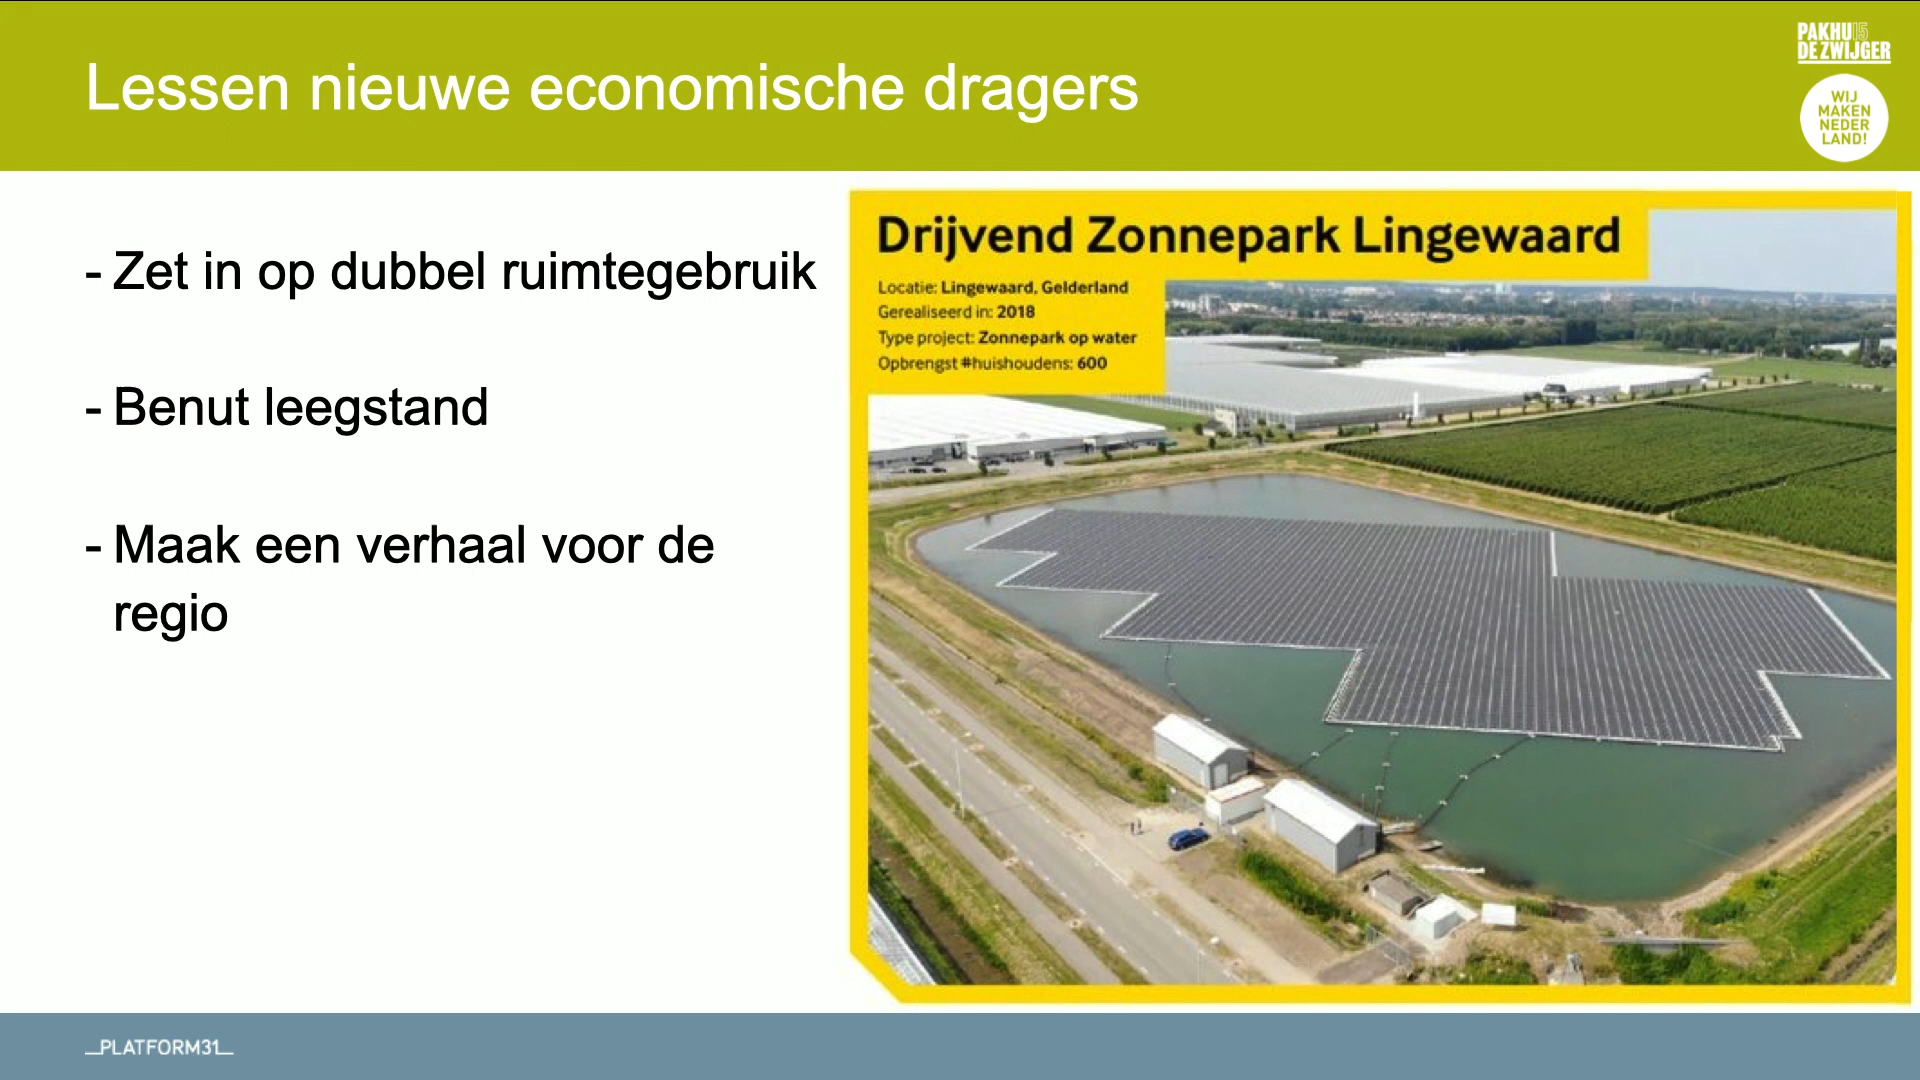 Lessen nieuwe economische dragers
PAKHU15
DE ZWIJGER
WIJ
MAKEN
NEDER
LAND!
- Zet in op dubbel ruimtegebruik
- Benut leegstand
- Maak een verhaal voor de
regio
Drijvend Zonnepark Lingewaard
Locatie: Lingewaard, Gelderland
Gerealiseerd in: 2018
Type project: Zonnepark op water
Opbrengst #huishoudens: 600
_PLATFORM31_